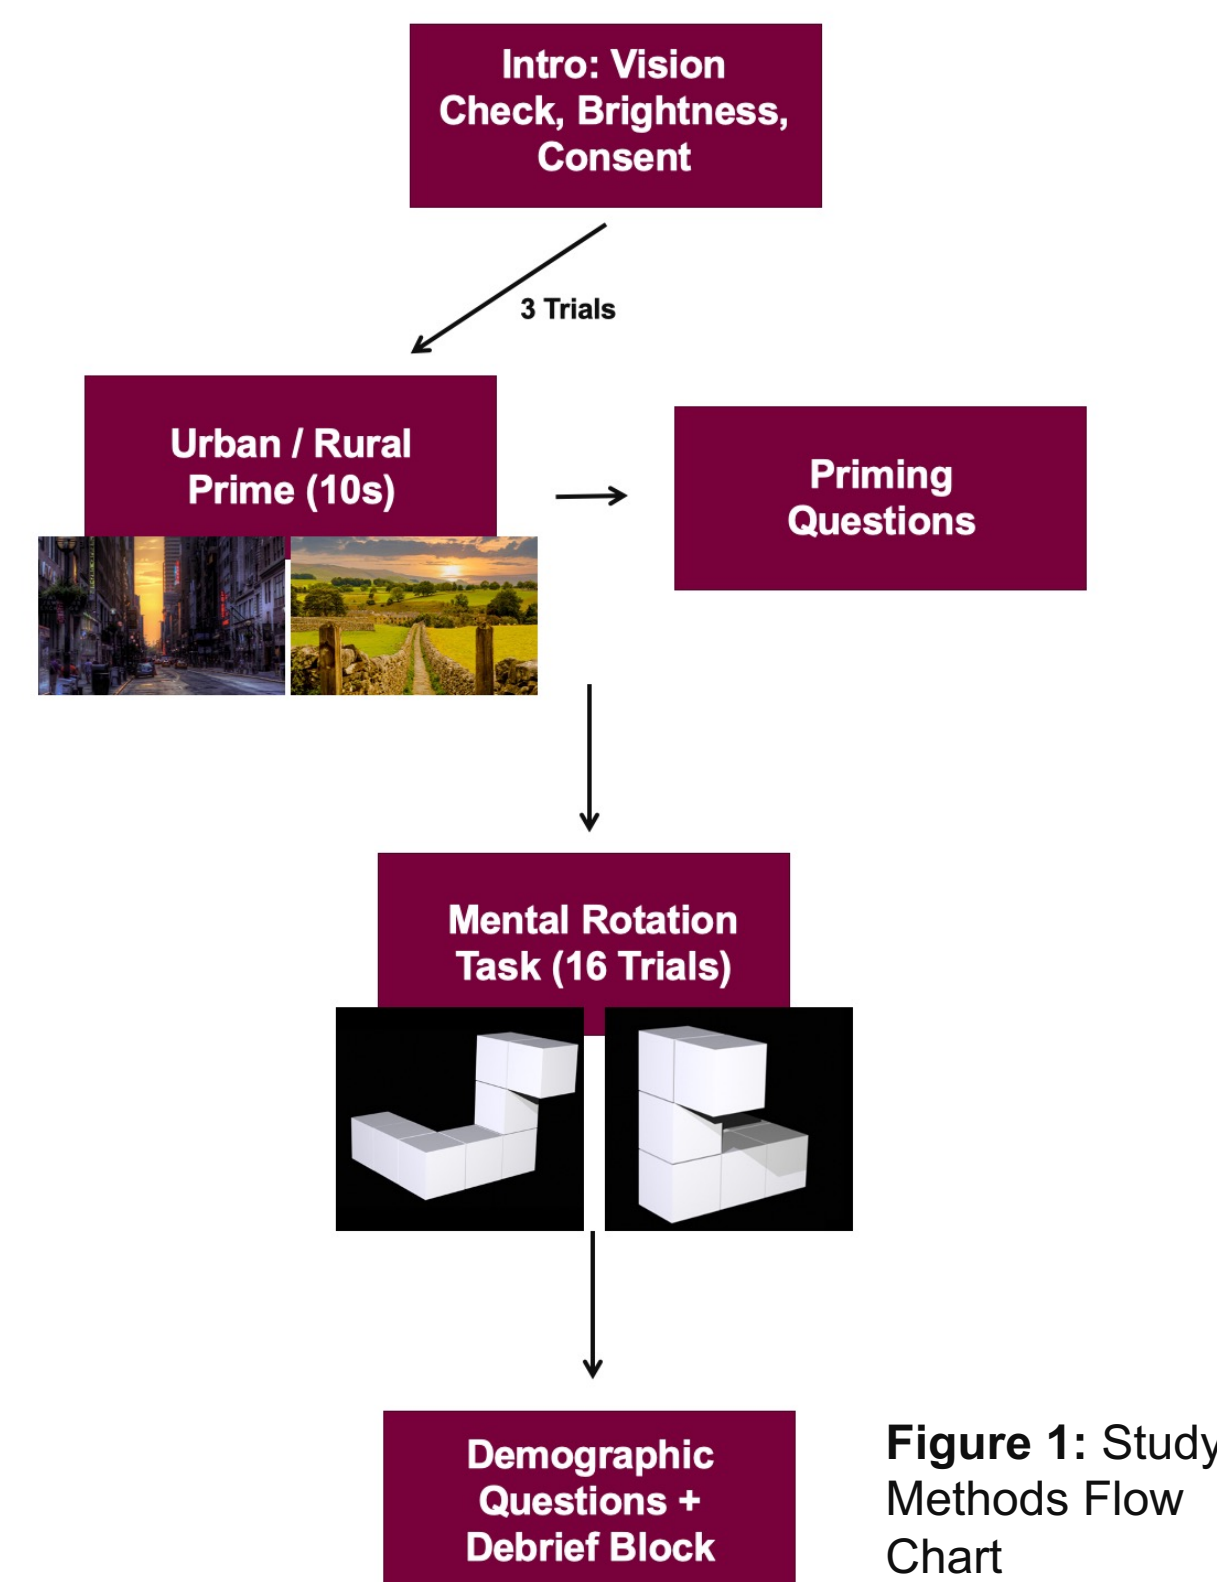 Intro: Vision
Check, Brightness,
Consent
3 Trials
Urban / Rural
Prime (10s)
Priming
Questions
Mental Rotation
Task (16 Trials)
Demographic
Questions +
Debrief Block
Figure 1: Study
Methods Flow
Chart